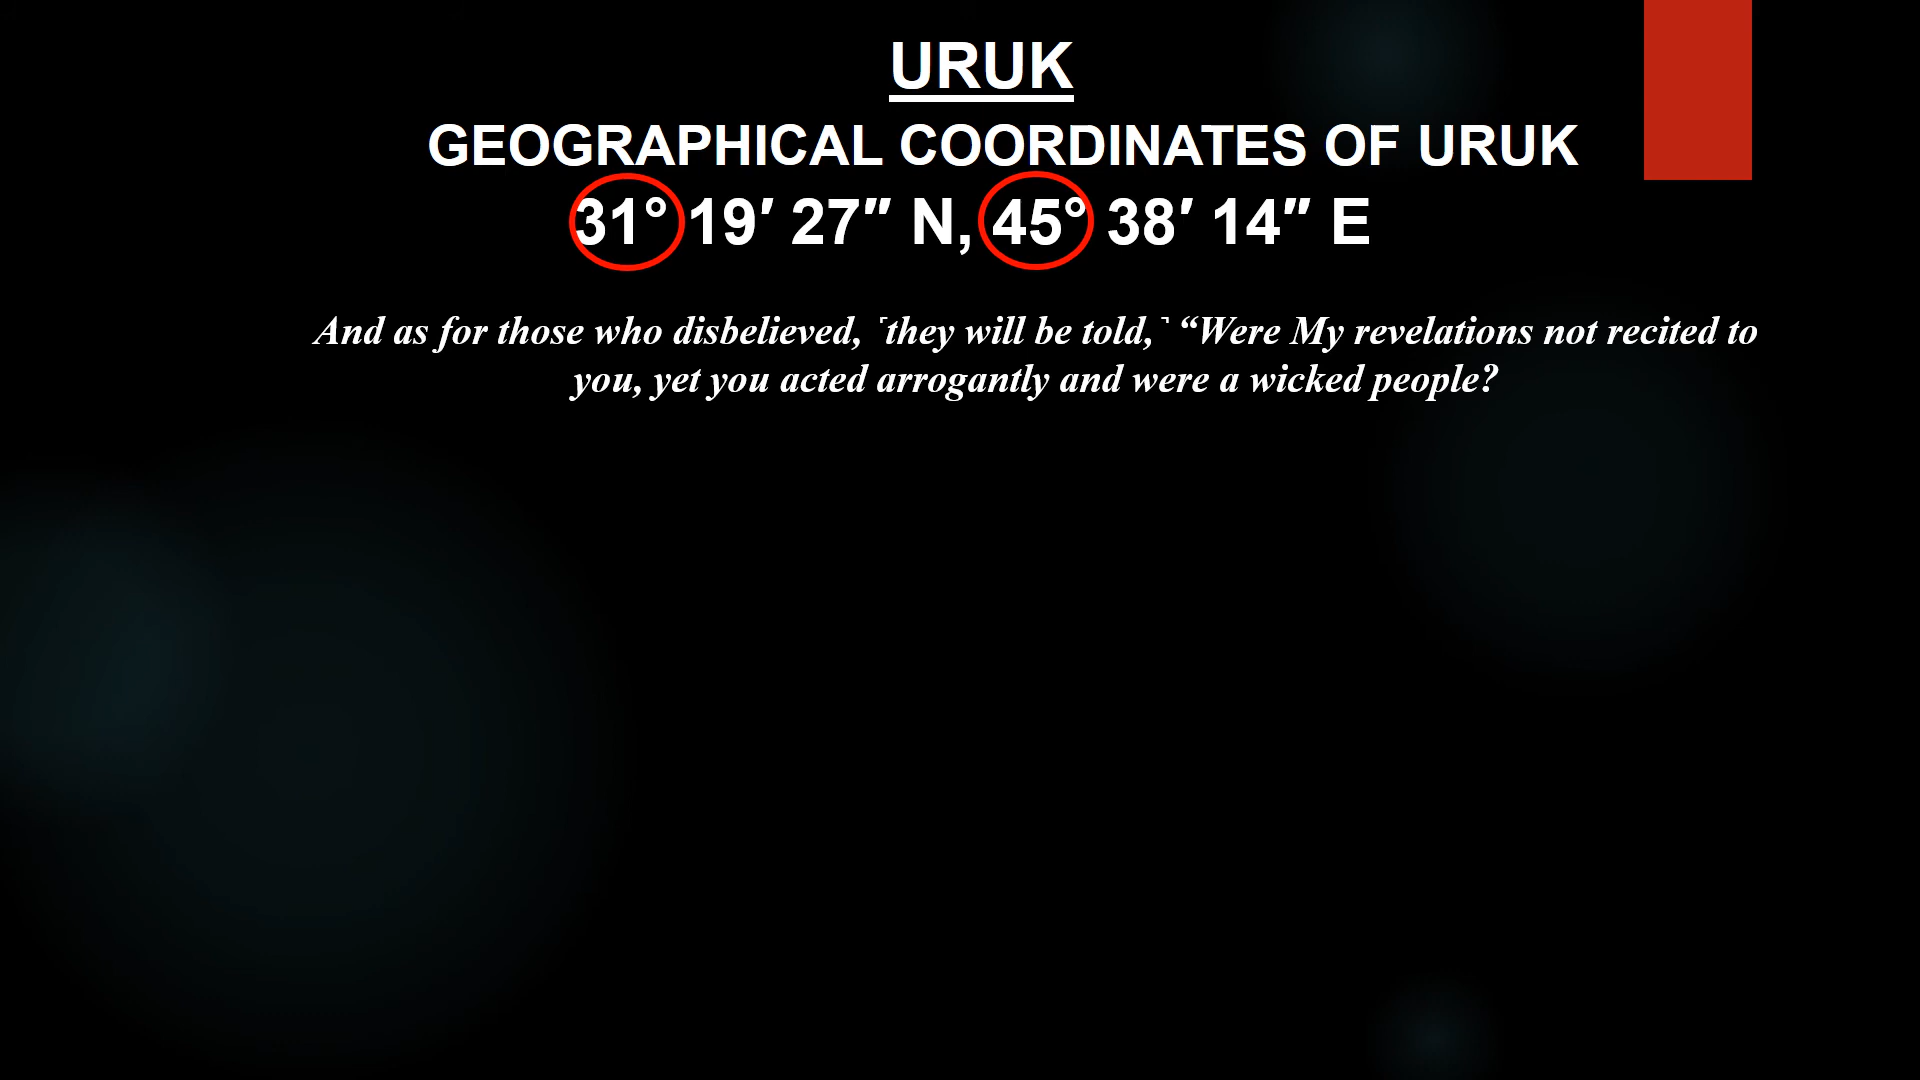 URUK
GEOGRAPHICAL COORDINATES OF URUK
31° 19′ 27″ N, 45° 38′ 14″ E
And as for those who disbelieved, ˹they will be told,˺ “Were My revelations not recited to
you, yet you acted arrogantly and were a wicked people?